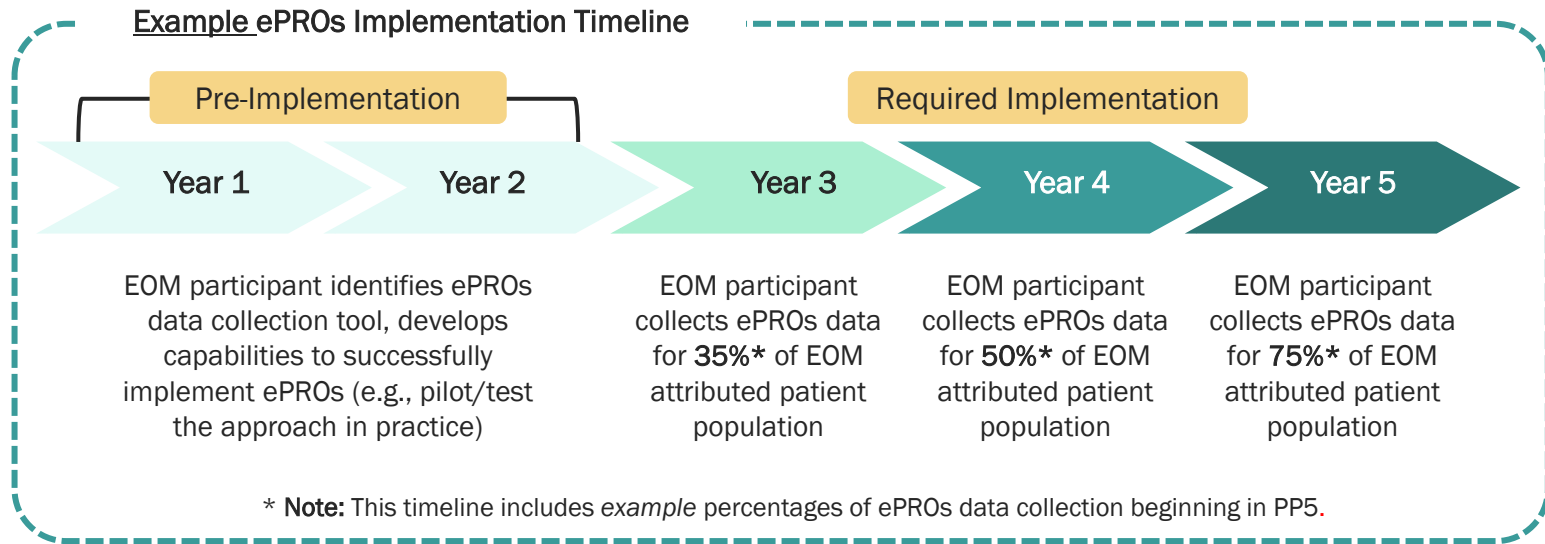 Example ePROs Implementation Timeline
Pre-Implementation
Required Implementation
Year 1
Year 2
Year 3
Year 4
Year 5
EOM participant identifies ePROs
data collection tool, develops
capabilities to successfully
implement ePROs (e.g., pilot/test
the approach in practice)
EOM participant
collects ePROs data
for 35%* of EOM
attributed patient
population
EOM participant
collects ePROs data
for 50%* of EOM
attributed patient
population
EOM participant
collects ePROs data
for 75%* of EOM
attributed patient
population
* Note: This timeline includes example percentages of ePROs data collection beginning in PP5.